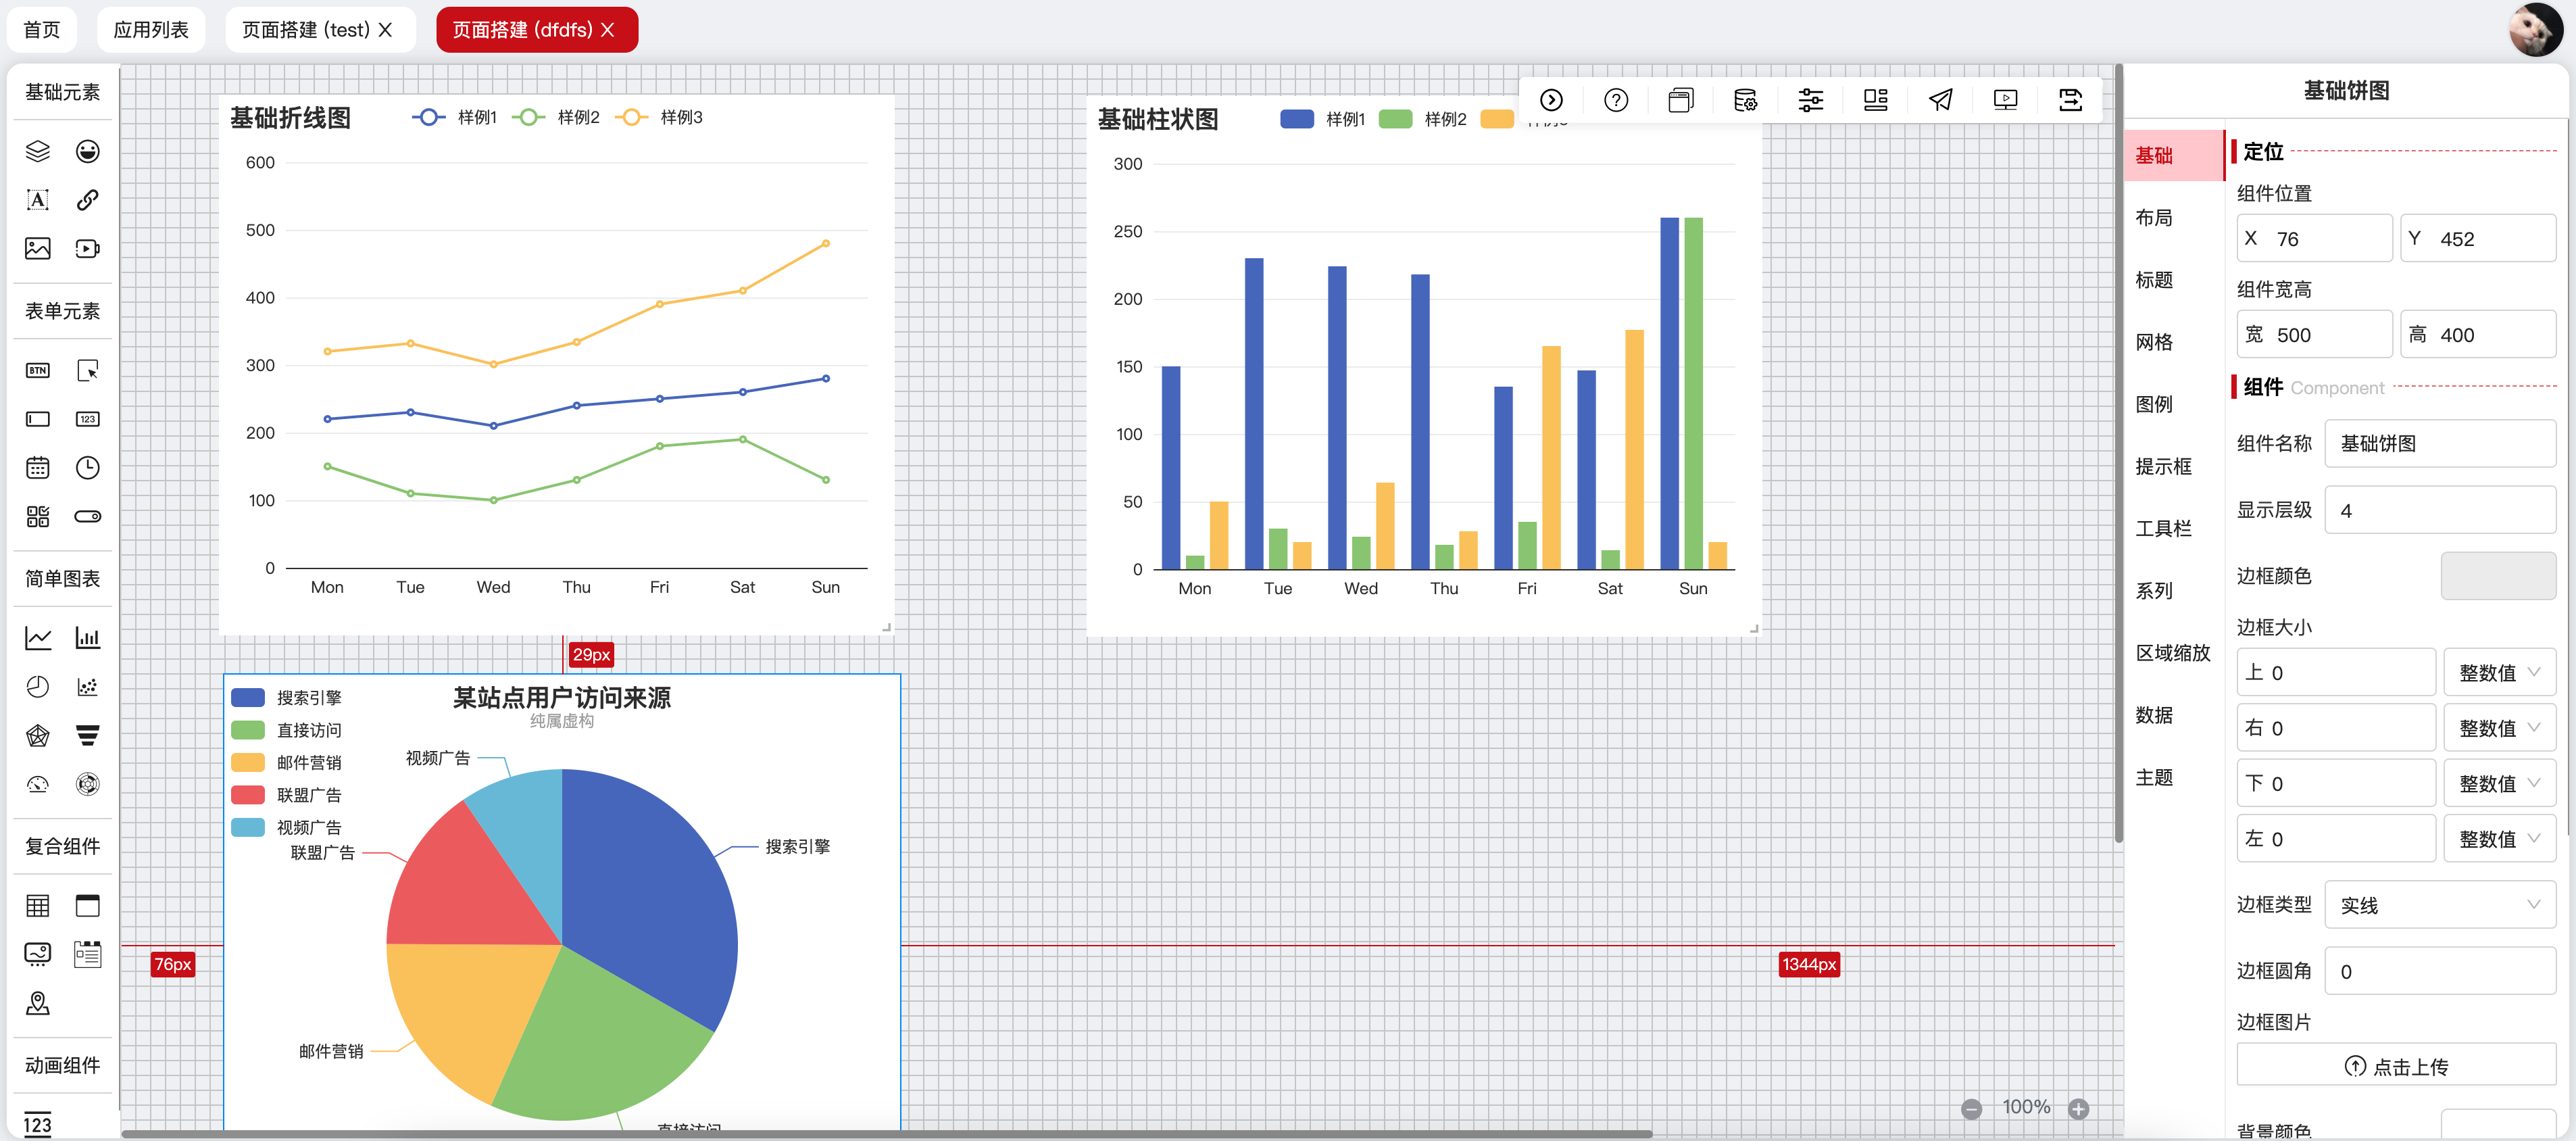 首页
应用列表
页面搭建 (test) X
页面搭建 (dfdfs) X
基础元素
A
表单元素
BTN
123
简单图表
复合组件
动画组件
123
基础折线图
样例1
样例2
样例3
600
500
400
300
200
100
0
Mon Tue Wed Thu Fri Sat Sun
基础柱状图
样例1
样例2
300
250
200
150
100
50
0
Mon Tue Wed Thu Fri Sat Sun
29px
某站点用户访问来源
纯属虚构
搜索引擎
直接访问
邮件营销
联盟广告
视频广告
视频广告
联盟广告
搜索引擎
邮件营销
直接访问
76px
1344px
100%
基础饼图
基础
布局
标题
网格
图例
提示框
工具栏
系列
区域缩放
数据
主题
定位
组件位置
X 76
Y 452
组件宽高
宽 500
高 400
组件 Component
组件名称 基础饼图
显示层级 4
边框颜色
边框大小
上 0 整数值
右 0 整数值
下 0 整数值
左 0 整数值
边框类型 实线
边框圆角 0
边框图片
点击上传
背景颜色